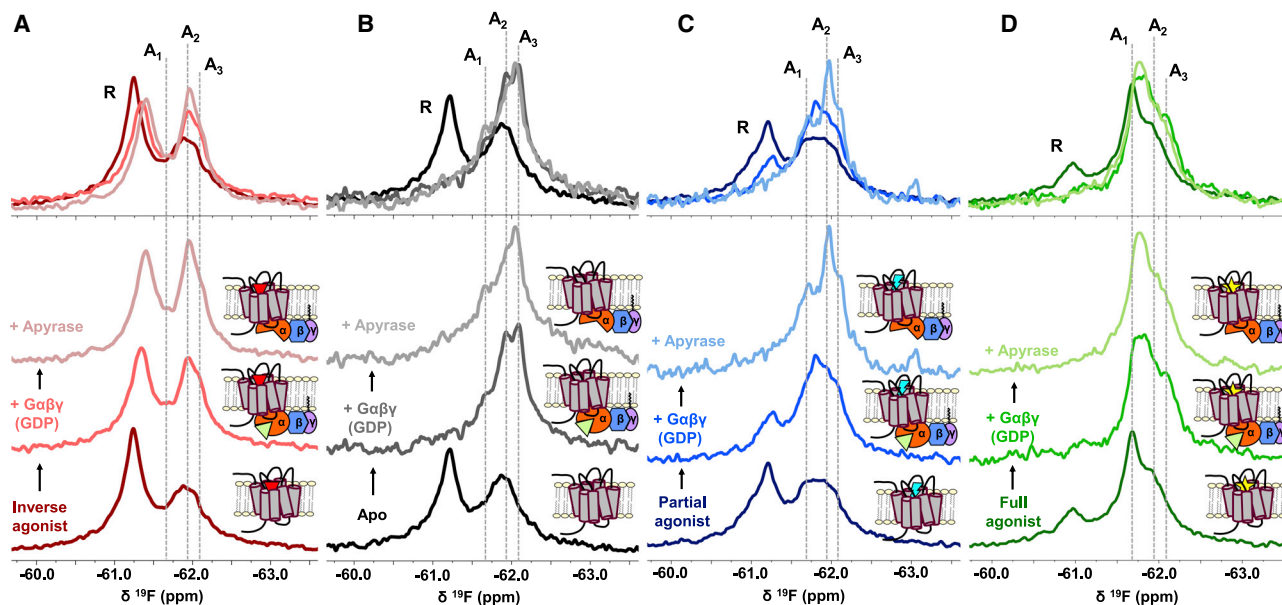 A
B
C
D
R
A1
A2
A3
R
A1
A2
A3
R
A1
A2
A3
R
A1
A2
A3
+ Apyrase
+ Gαβγ
(GDP)
Inverse
agonist
α
β
γ
α
β
γ
-60.0 -61.0 -62.0 -63.0
δ 19F (ppm)
+ Apyrase
+ Gαβγ
(GDP)
Apo
α
β
γ
α
β
γ
-60.0 -61.0 -62.0 -63.0
δ 19F (ppm)
+ Apyrase
+ Gαβγ
(GDP)
Partial
agonist
α
β
γ
α
β
γ
-60.0 -61.0 -62.0 -63.0
δ 19F (ppm)
+ Apyrase
+ Gαβγ
(GDP)
Full
agonist
α
β
γ
α
β
γ
-60.0 -61.0 -62.0 -63.0
δ 19F (ppm)